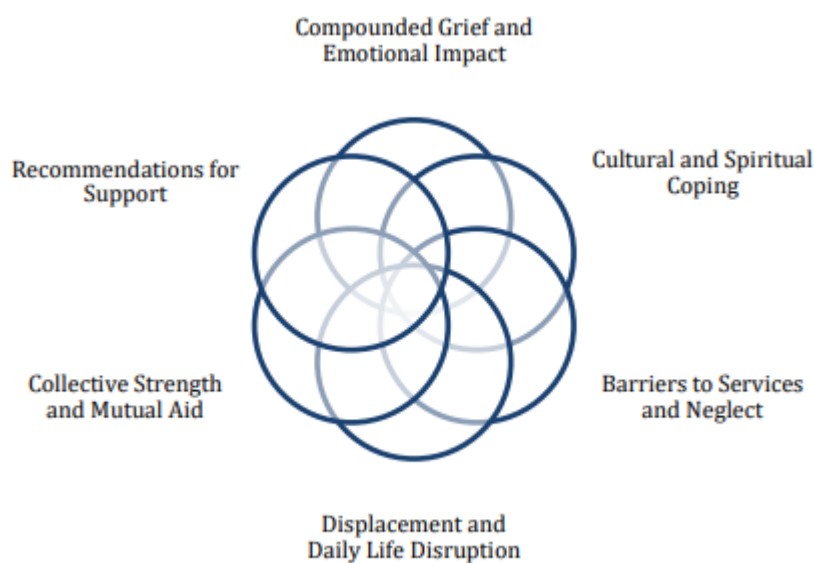 Compounded Grief and
Emotional Impact
Cultural and Spiritual
Coping
Barriers to Services
and Neglect
Displacement and
Daily Life Disruption
Collective Strength
and Mutual Aid
Recommendations for
Support